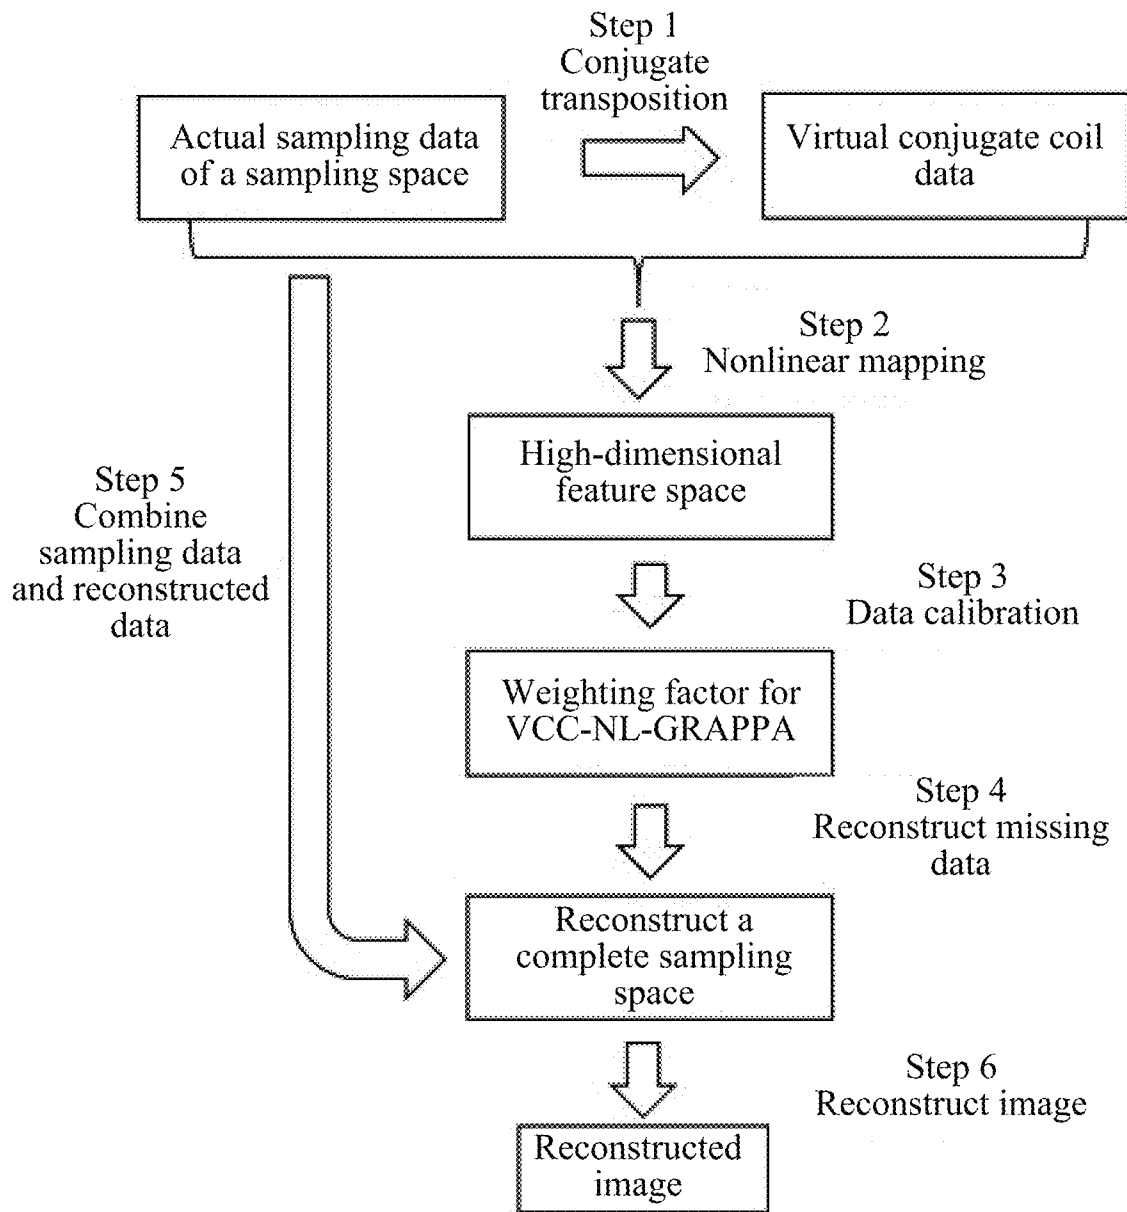 Step 1
Conjugate
transposition
Actual sampling data
of a sampling space
Virtual conjugate coil
data
Step 2
Nonlinear mapping
High-dimensional
feature space
Step 5
Combine
sampling data
and reconstructed
data
Step 3
Data calibration
Weighting factor for
VCC-NL-GRAPPA
Step 4
Reconstruct missing
data
Reconstruct a
complete sampling
space
Step 6
Reconstruct image
Reconstructed
image